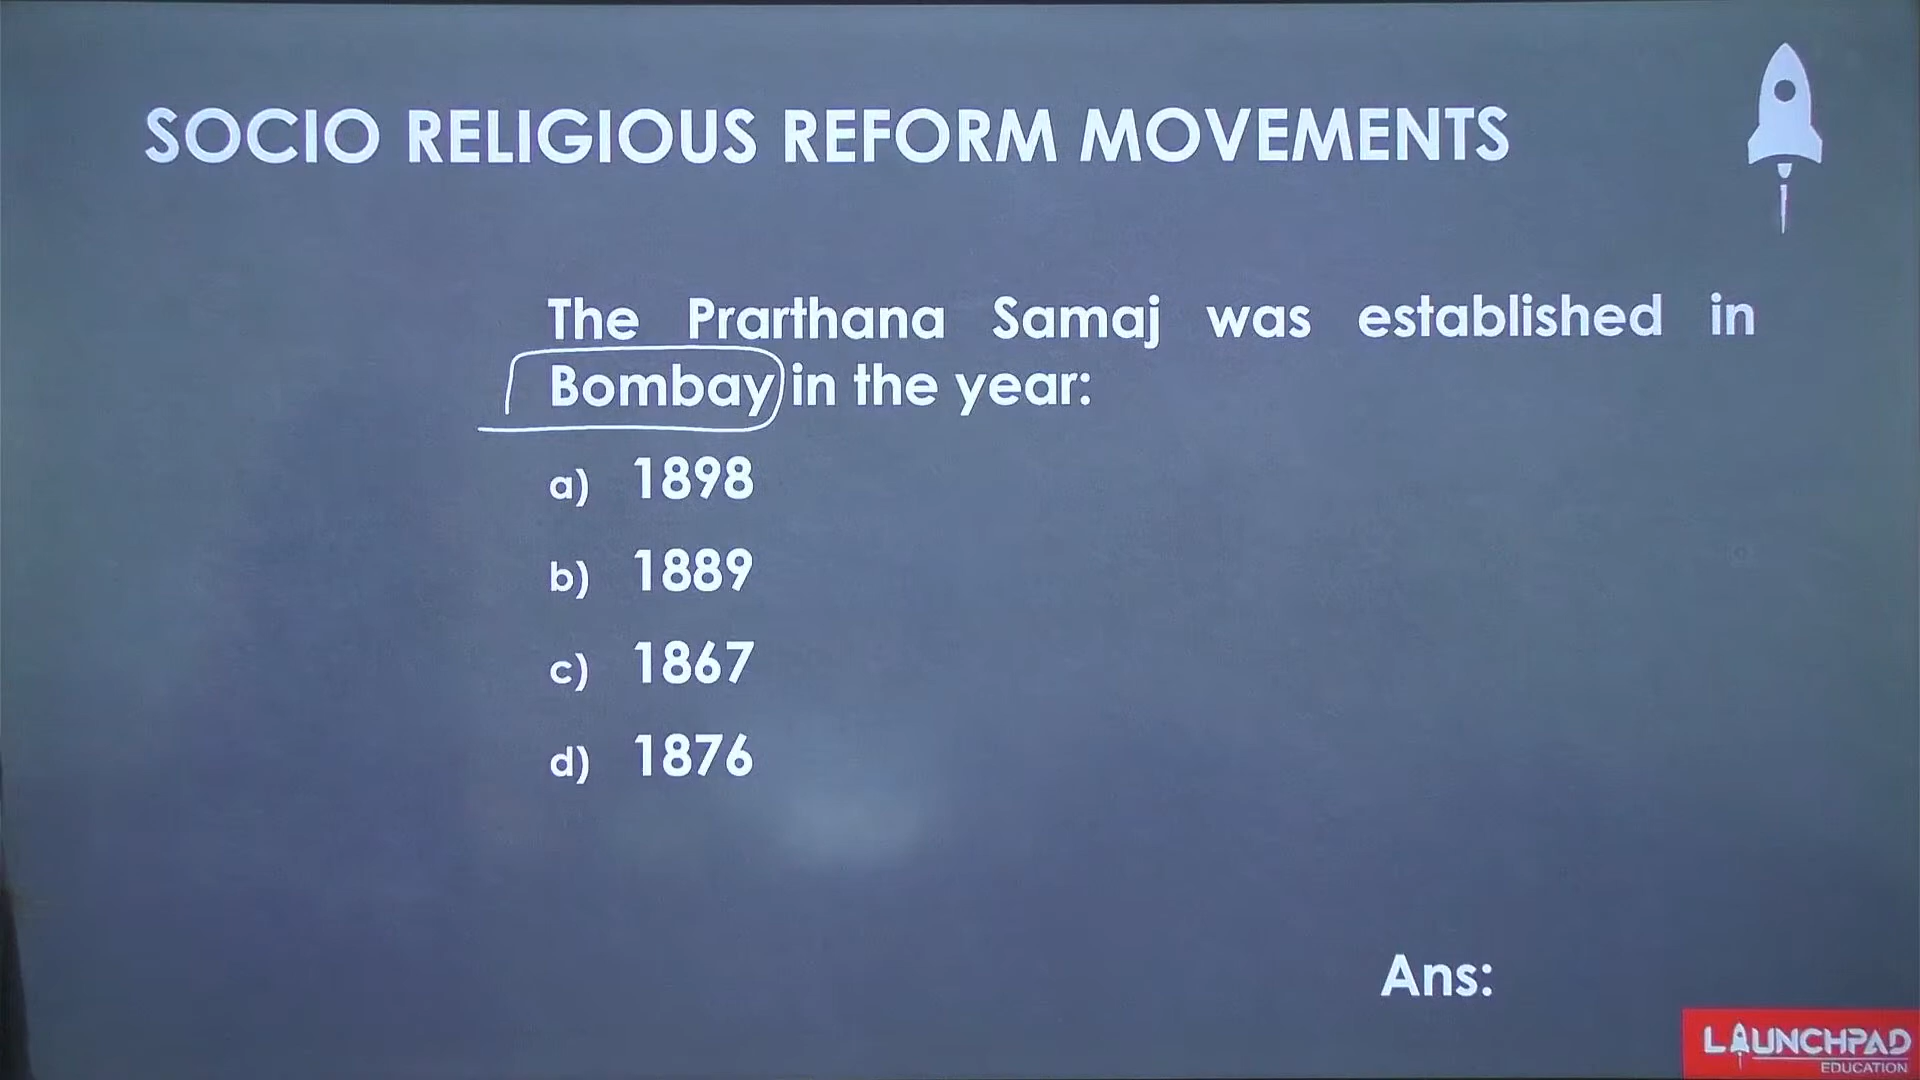 SOCIO RELIGIOUS REFORM MOVEMENTS
The Prarthana Samaj was established in
Bombay in the year:
a) 1898
b) 1889
c) 1867
d) 1876
Ans:
LAUNCHPAD
EDUCATION